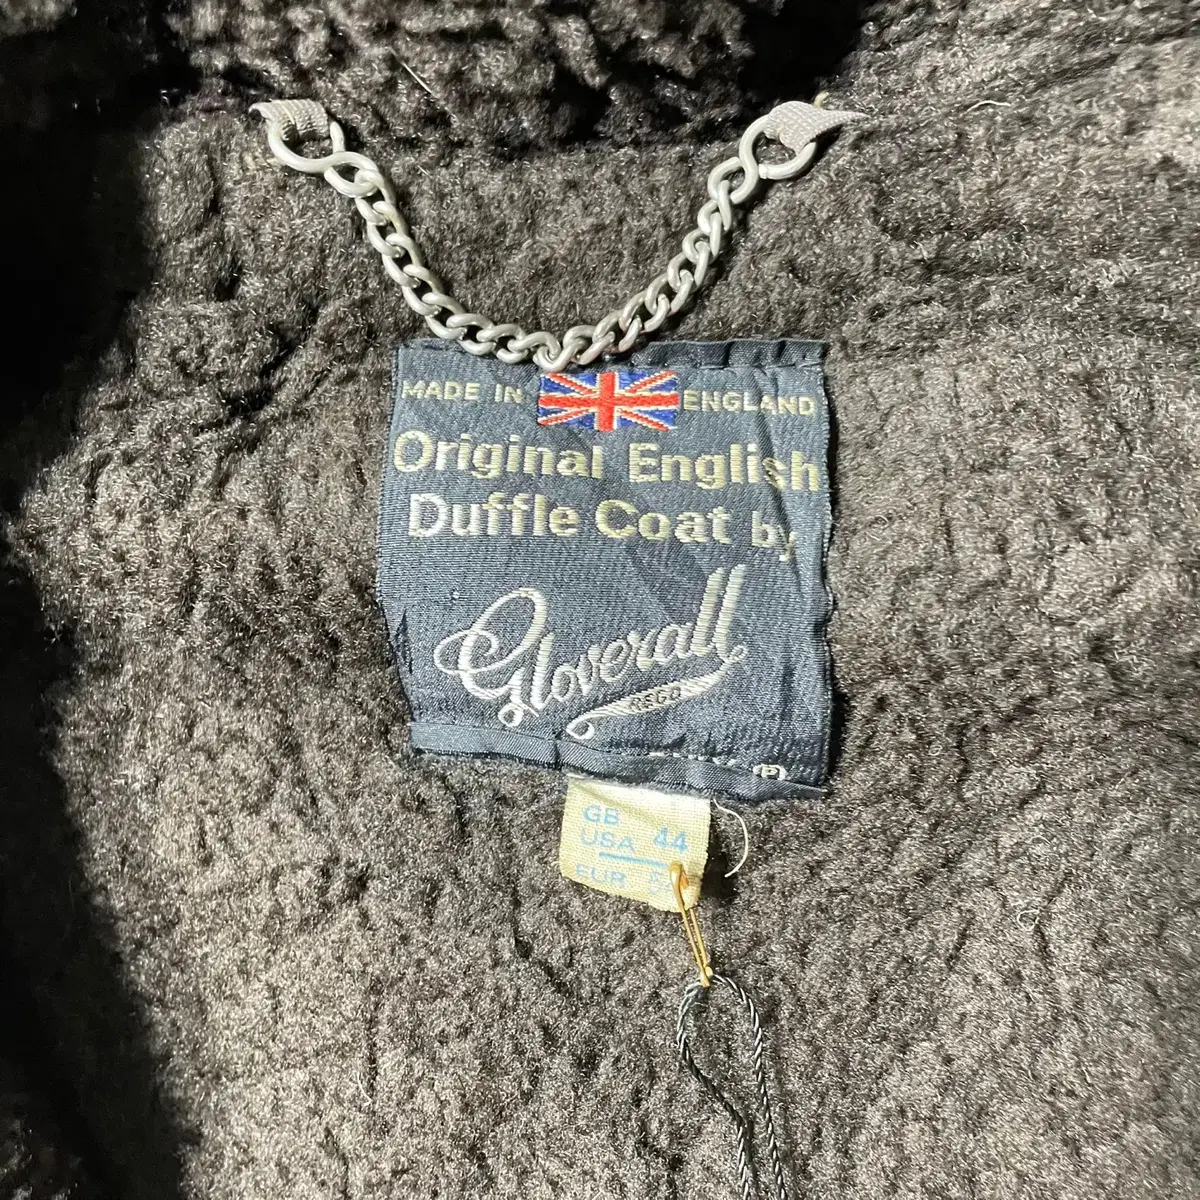 MADE IN ENGLAND
Original English
Duffle Coat by
Gloverall
REGD
P
GB
USA 44
EUR